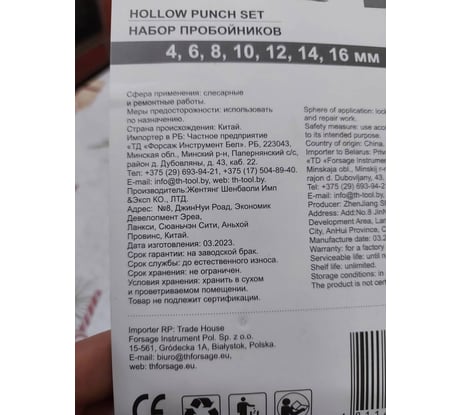 HOLLOW PUNCH SET
НАБОР ПРОБОЙНИКОВ
4, 6, 8, 10, 12, 14, 16 мм
Сфера применения: слесарные
и ремонтные работы.
Меры предосторожности: использовать
по назначению.
Страна происхождения: Китай.
Импортер в РБ: Частное предприятие
«ТД «Форсаж Инструмент Бел». РБ, 223043,
Минская обл., Минский р-н, Папернянский с/с,
район д. Дубовляны, д. 43, каб. 22.
Тел: +375 (29) 693-94-21, +375 (17) 504-89-40.
E-mail: info@th-tool.by, web: th-tool.by.
Производитель:Жентянг Шенбаоли Имп
&Экспо КО., ЛТД.
Адрес: №8, ДжинНуи Роад, Экономик
Девелопмент Эреа,
Ланкси, Сюаньчэн Сити, Аньхой
Провинс, Китай.
Дата изготовления: 03.2023.
Срок гарантии: на заводской брак.
Срок службы: до естественного износа.
Срок хранения: не ограничен.
Условия хранения: хранить в сухом
и проветриваемом помещении.
Товар не подлежит сертификации.
Sphere of application:
and repair work.
Safety measure: use
to the
Country of origin: China.
Importer to Belarus:
«TD «Forsage Instrument
Minskaja obl., Minskij
rajon d. Dubovljany, 43,
Tel: +375 (29) 693-94-21
E-mail: info@th-tool.by
Producer: ZhenJiang
Address: Add:No.8
Development Area,
City, AnHui Province,
Manufacture date:
Warranty: for a factory
Serviceable life: until
Shelf life: unlimited.
Storage conditions: in
The product is not
Importer RP: Trade House
Forsage Instrument Pol. Sp. z o.o.
15-561, Gródecka 1A, Białystok, Polska.
E-mail: biuro@thforsage.eu,
web: thforsage.eu